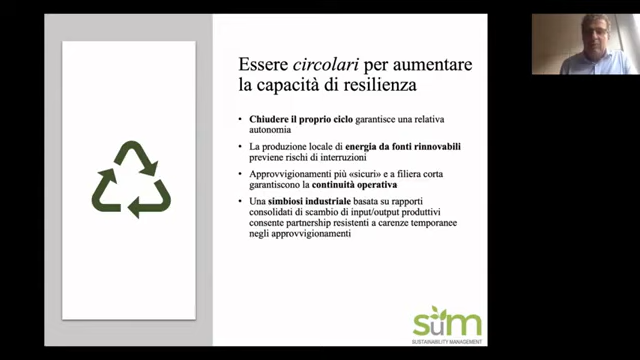 Essere circolari per aumentare
la capacità di resilienza
• Chiudere il proprio ciclo garantisce una relativa
autonomia
• La produzione locale di energia da fonti rinnovabili
previene rischi di interruzioni
• Approvvigionamenti più «sicuri» e a filiera corta
garantiscono la continuità operativa
• Una simbiosi industriale basata su rapporti
consolidati di scambio di input/output produttivi
consente partnership resistenti a carenze temporanee
negli approvvigionamenti
sum
SUSTAINABILITY MANAGEMENT